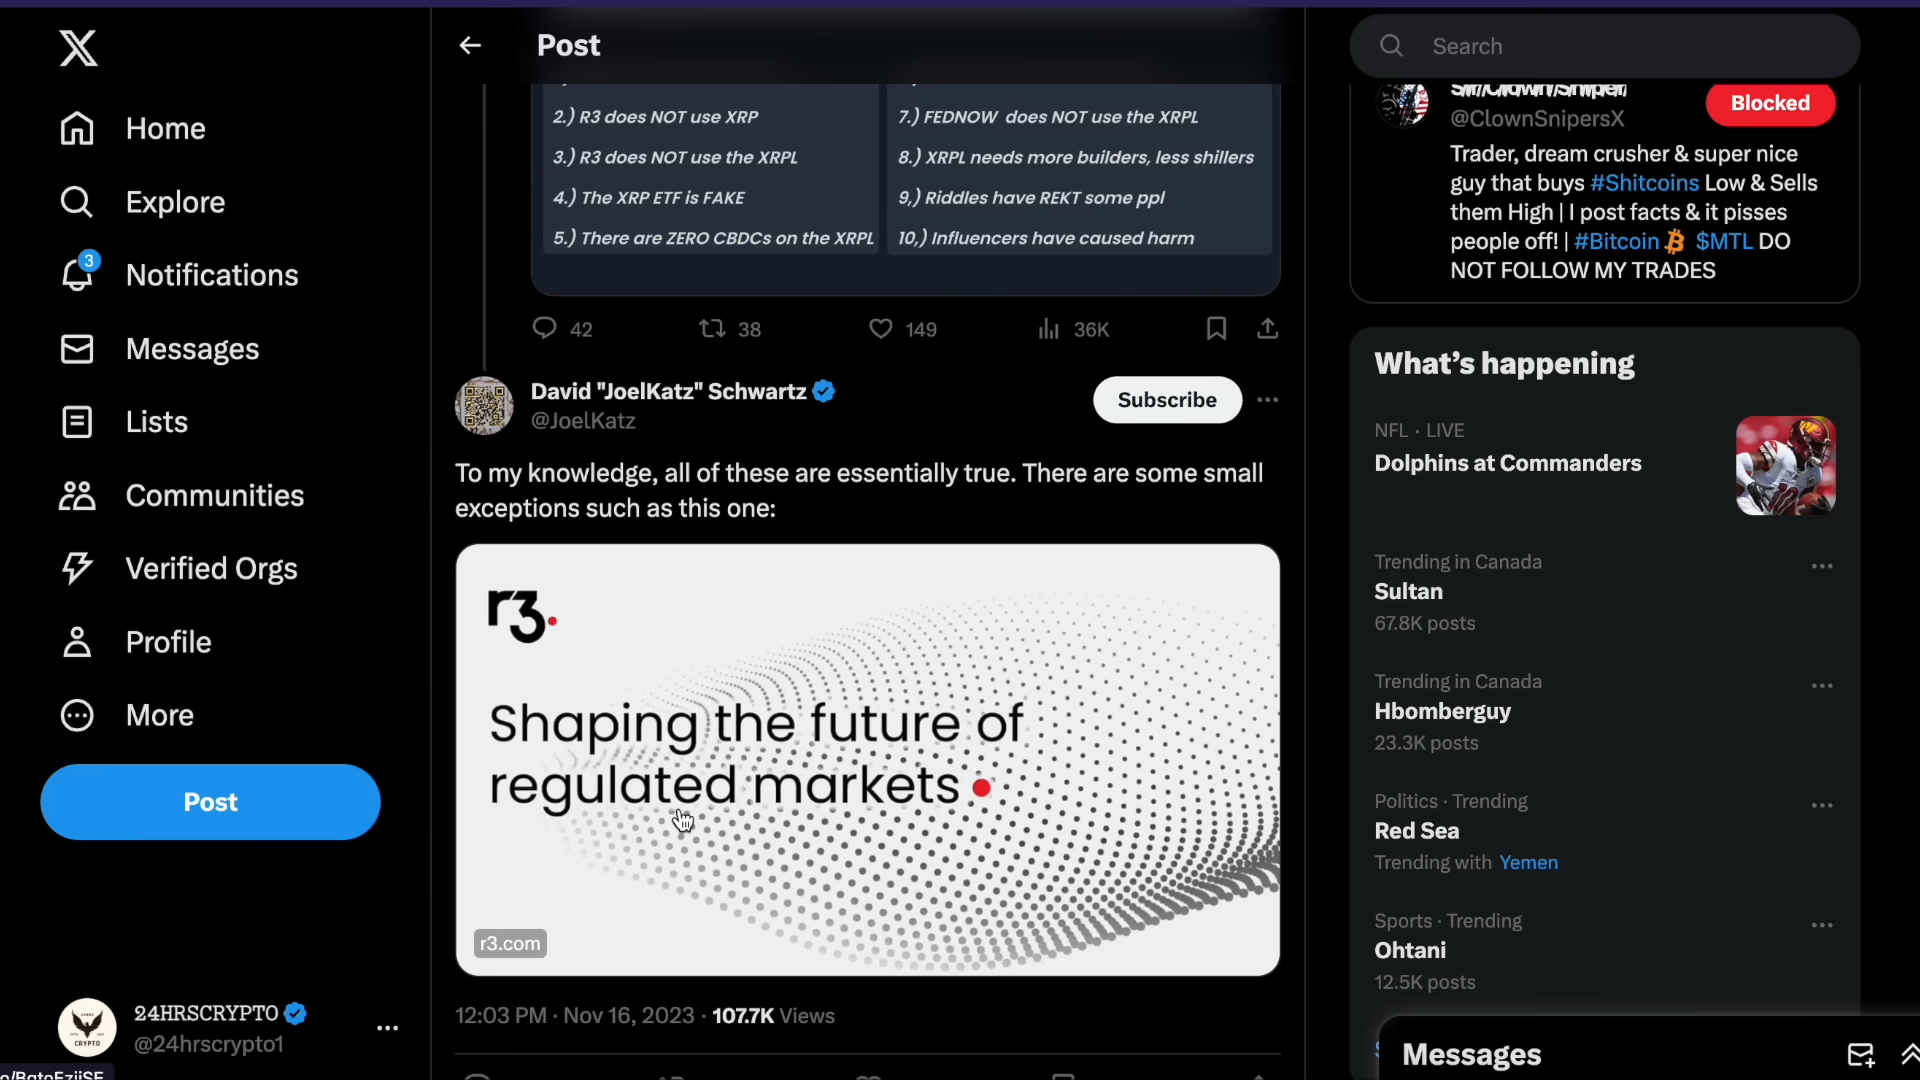 Home
Explore
3
Notifications
Messages
Lists
Communities
Verified Orgs
Profile
More
Post
24HRSCRYPTO
@24hrscrypto1
Post
2.) R3 does NOT use XRP
3.) R3 does NOT use the XRPL
4.) The XRP ETF is FAKE
5.) There are ZERO CBDCs on the XRPL
7.) FEDNOW does NOT use the XRPL
8.) XRPL needs more builders, less shillers
9,) Riddles have REKT some ppl
10,) Influencers have caused harm
42 38 149 36K
David "JoelKatz" Schwartz
@JoelKatz
Subscribe
To my knowledge, all of these are essentially true. There are some small
exceptions such as this one:
r3.
Shaping the future of
regulated markets
r3.com
12:03 PM · Nov 16, 2023 · 107.7K Views
Search
@ClownSnipersX
Blocked
Trader, dream crusher & super nice
guy that buys #Shitcoins Low & Sells
them High | I post facts & it pisses
people off! | #Bitcoin $MTL DO
NOT FOLLOW MY TRADES
What's happening
NFL · LIVE
Dolphins at Commanders
Trending in Canada
Sultan
67.8K posts
Trending in Canada
Hbomberguy
23.3K posts
Politics · Trending
Red Sea
Trending with Yemen
Sports · Trending
Ohtani
12.5K posts
Messages